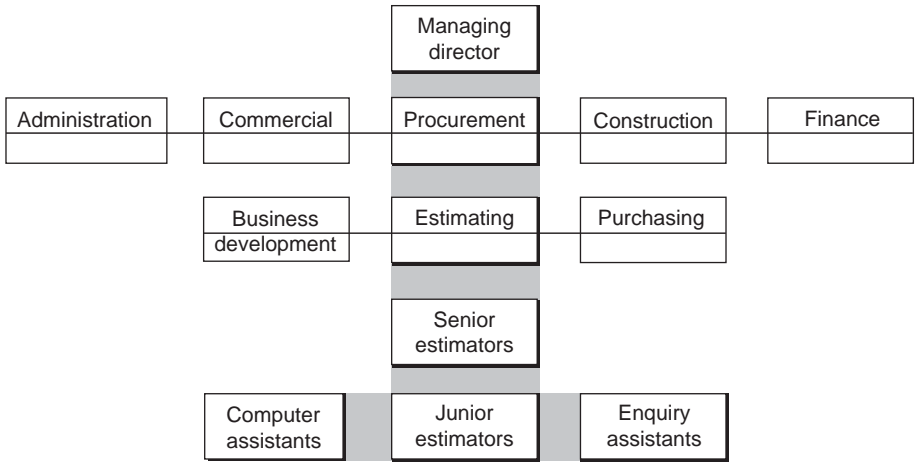 Managing
director
Administration
Commercial
Procurement
Construction
Finance
Business
development
Estimating
Purchasing
Senior
estimators
Computer
assistants
Junior
estimators
Enquiry
assistants